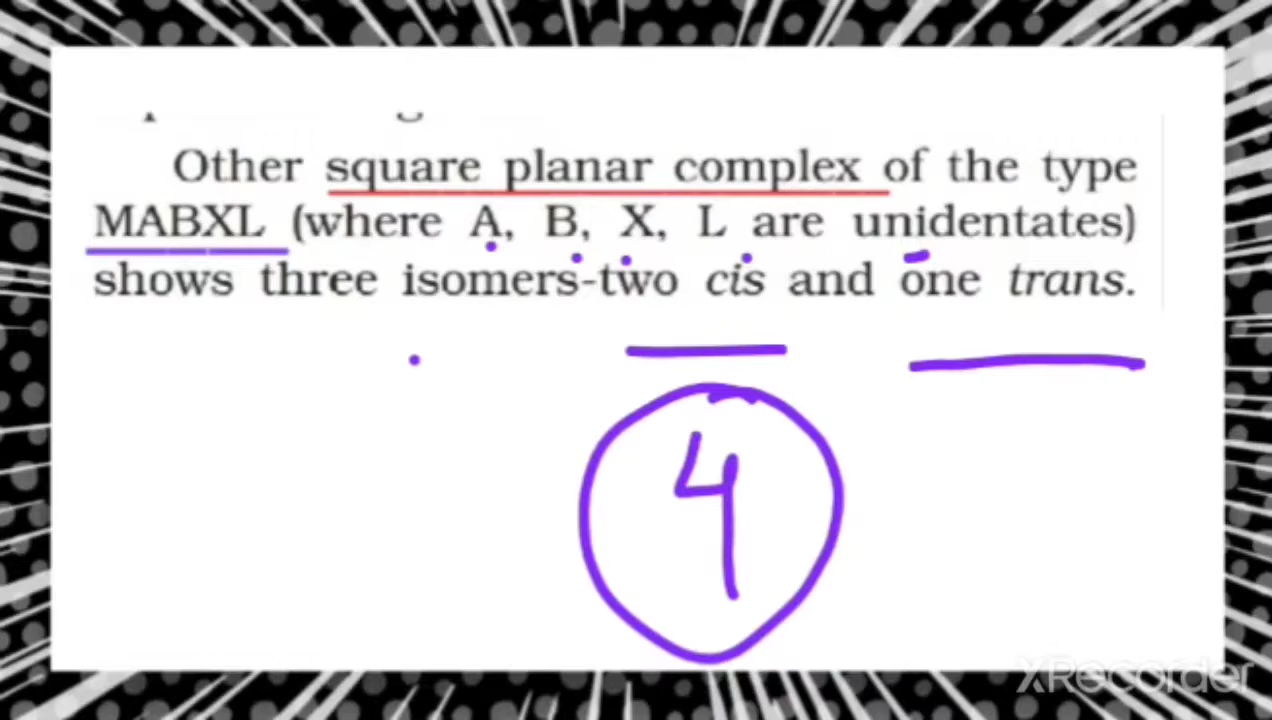 Other square planar complex of the type
MABXL (where A, B, X, L are unidentates)
shows three isomers-two cis and one trans.
4
XRecorder